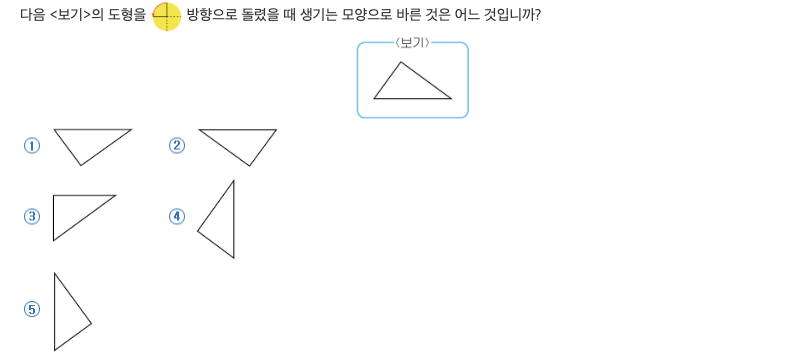 다음 <보기>의 도형을 방향으로 돌렸을 때 생기는 모양으로 바른 것은 어느 것입니까?
<보기>
① ②
③ ④
⑤